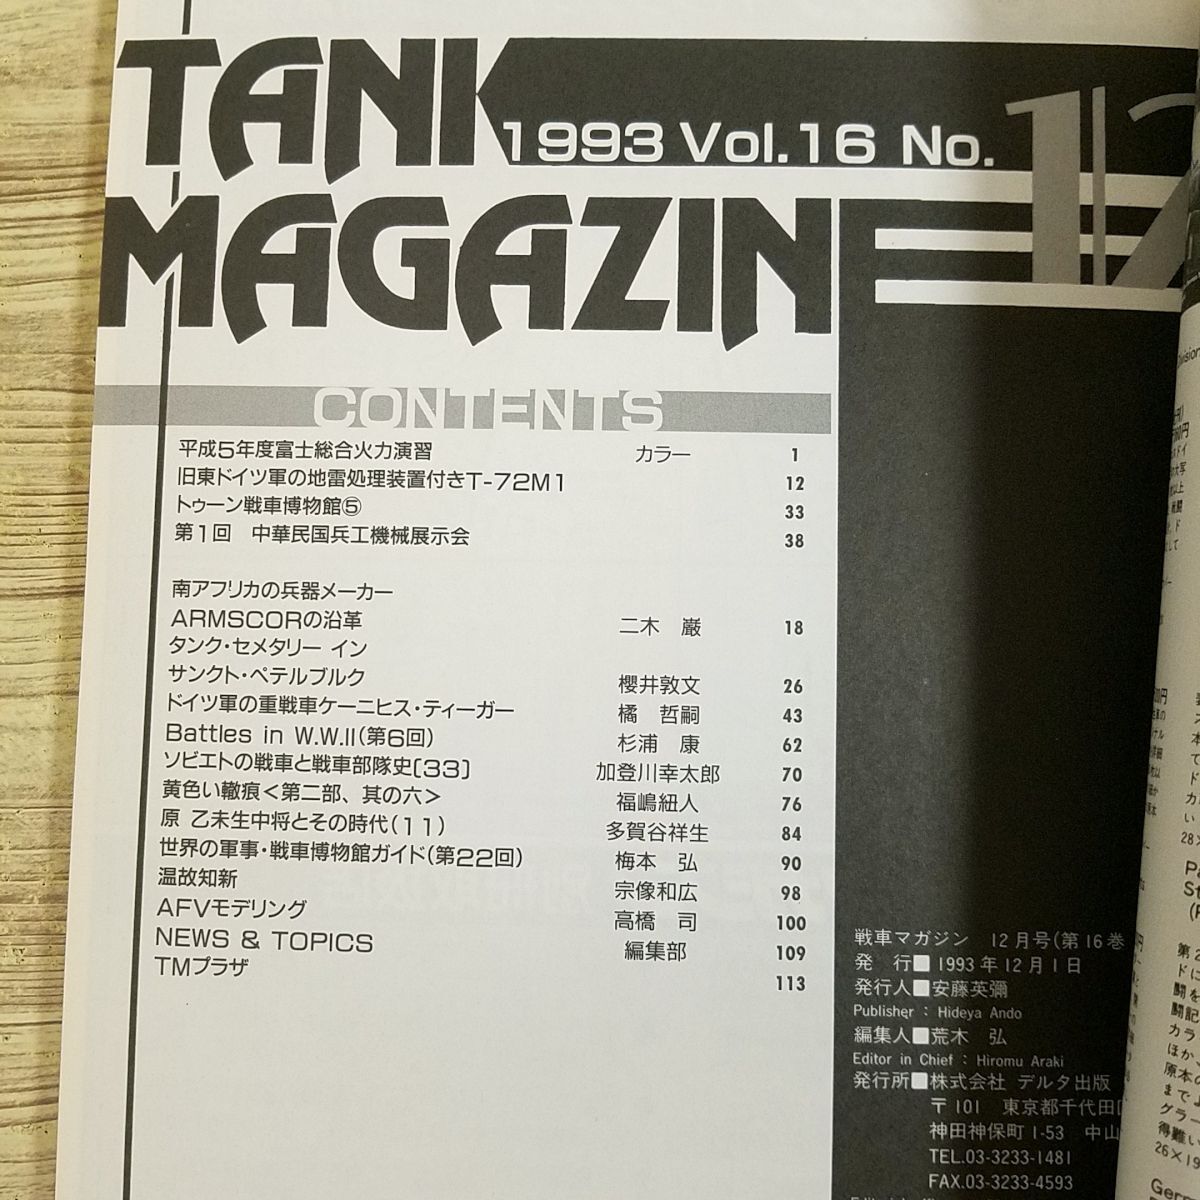 TANK
1993 Vol.16 No. 12
MAGAZINE
CONTENTS
平成5年度富士総合火力演習 カラー 1
旧東ドイツ軍の地雷処理装置付きT-72M1 12
トゥーン戦車博物館⑤ 33
第1回 中華民国兵工機械展示会 38
南アフリカの兵器メーカー
ARMSCORの沿革 二木 巌 18
タンク・セメタリー イン
サンクト・ペテルブルク 櫻井敦文 26
ドイツ軍の重戦車ケーニヒス・ティーガー 橘 哲嗣 43
Battles in W.W.II(第6回) 杉浦 康 62
ソビエトの戦車と戦車部隊史〔33〕 加登川幸太郎 70
黄色い轍痕<第二部、其の六> 福嶋紐人 76
原 乙未生中将とその時代(11) 多賀谷祥生 84
世界の軍事・戦車博物館ガイド(第22回) 梅本 弘 90
温故知新 宗像和広 98
AFVモデリング 高橋 司 100
NEWS & TOPICS 編集部 109
TMプラザ 113
戦車マガジン 12月号(第16巻
発 行■1993年12月1日
発行人■安藤英彌
Publisher : Hideya Ando
編集人■荒木 弘
Editor in Chief : Hiromu Araki
発行所■株式会社 デルタ出版
〒101 東京都千代田
神田神保町1-53 中山
TEL.03-3233-1481
FAX.03-3233-4593